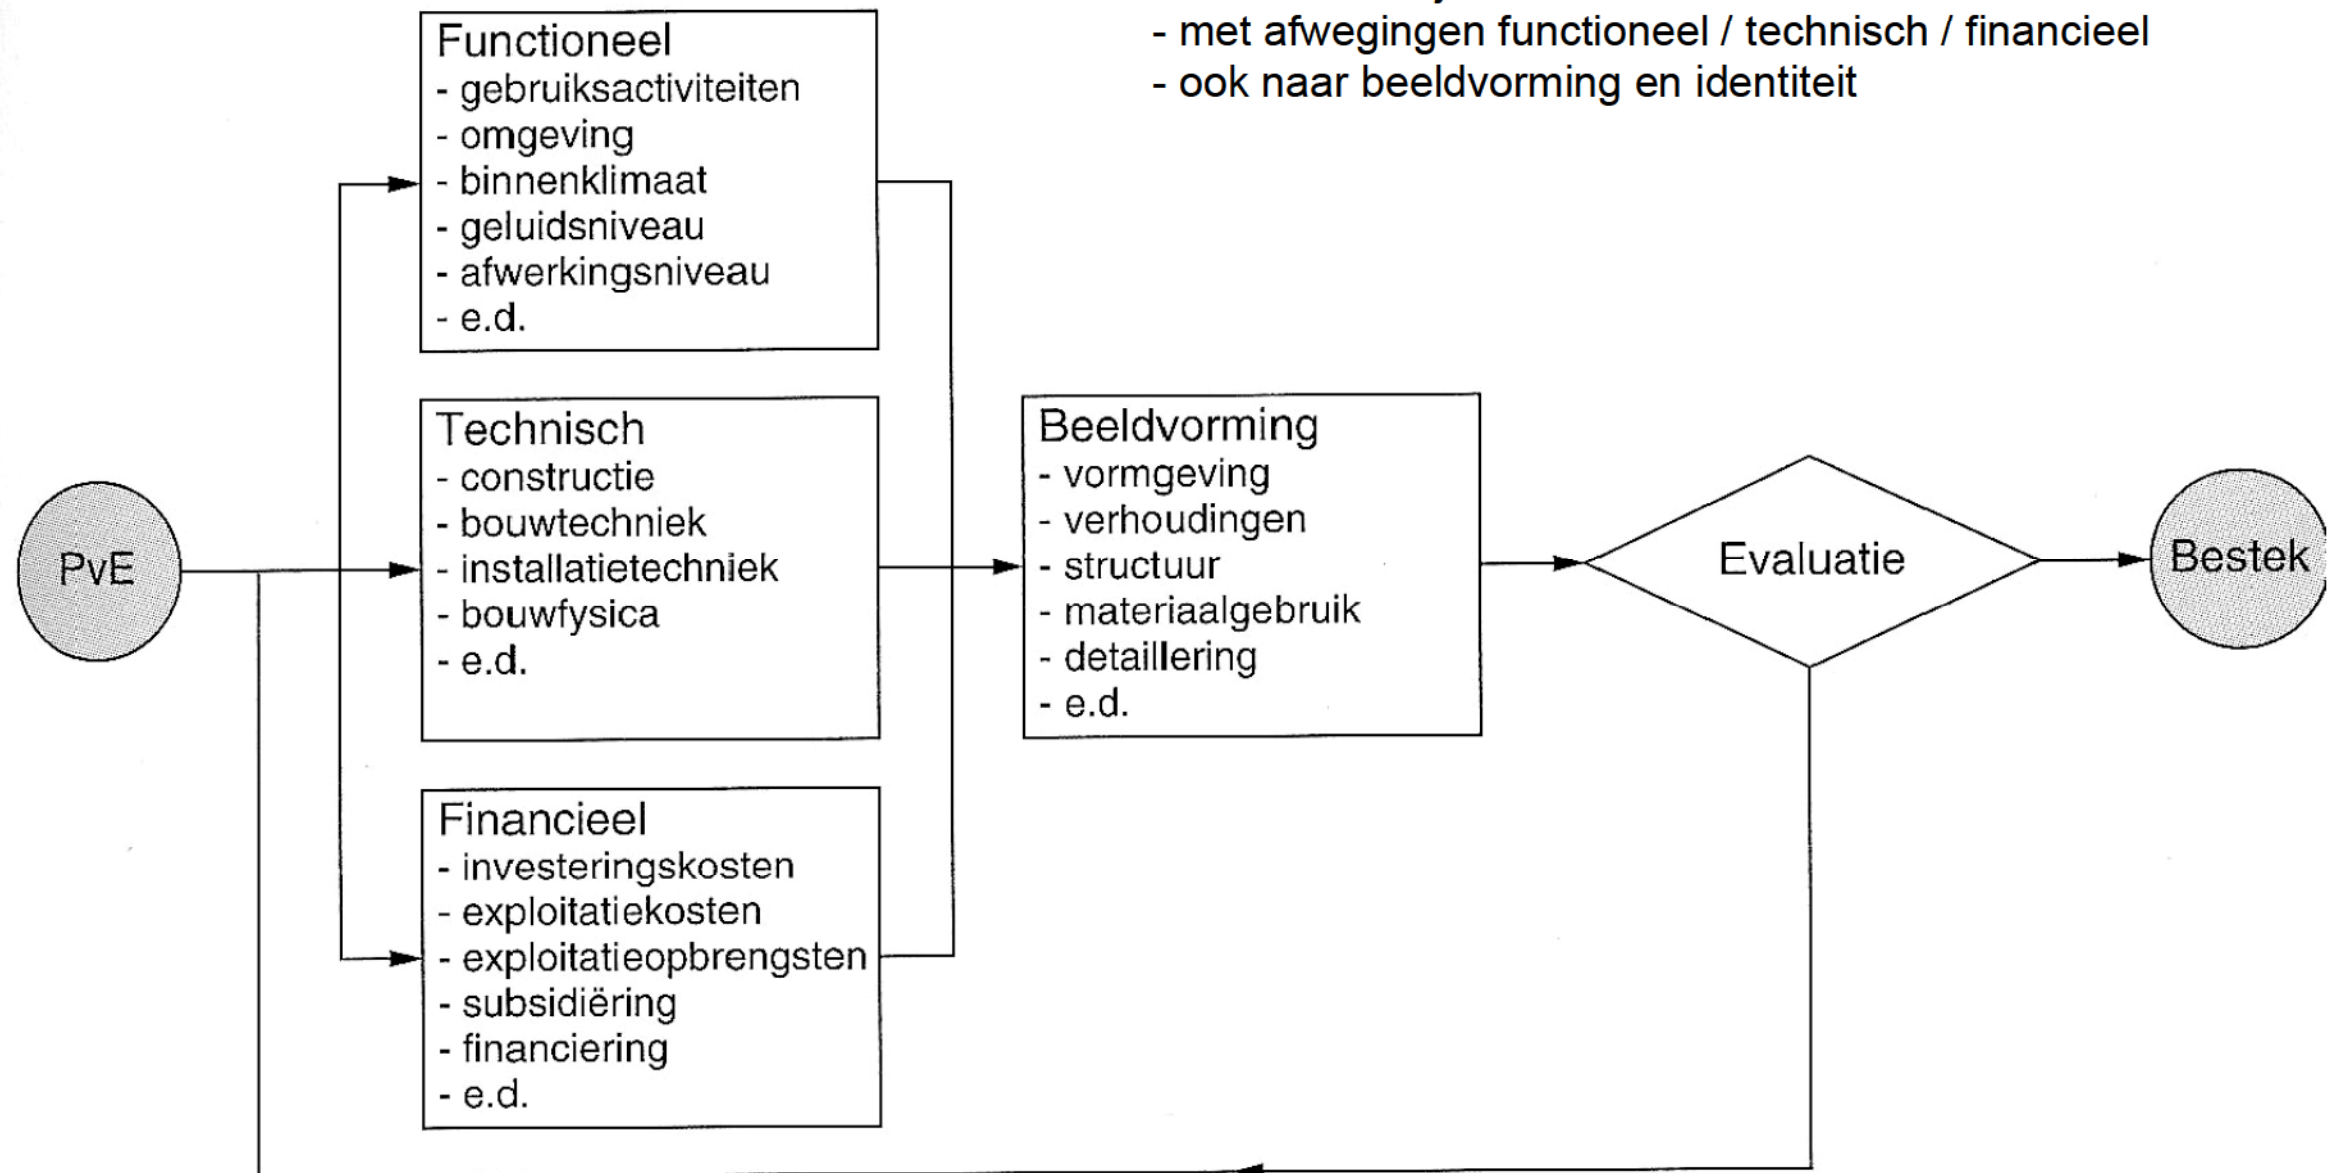 - met afwegingen functioneel / technisch / financieel
- ook naar beeldvorming en identiteit
Functioneel
- gebruiksactiviteiten
- omgeving
- binnenklimaat
- geluidsniveau
- afwerkingsniveau
- e.d.
PvE
Technisch
- constructie
- bouwtechniek
- installatietechniek
- bouwfysica
- e.d.
Financieel
- investeringskosten
- exploitatiekosten
- exploitatieopbrengsten
- subsidiëring
- financiering
- e.d.
Beeldvorming
- vormgeving
- verhoudingen
- structuur
- materiaalgebruik
- detaillering
- e.d.
Evaluatie
Bestek